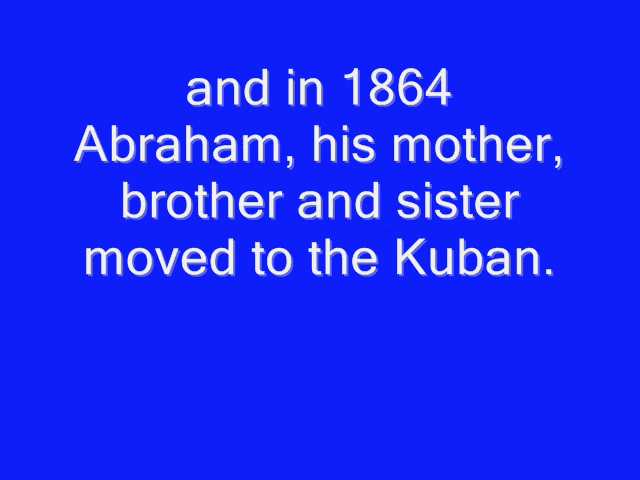 and in 1864
Abraham, his mother,
brother and sister
moved to the Kuban.